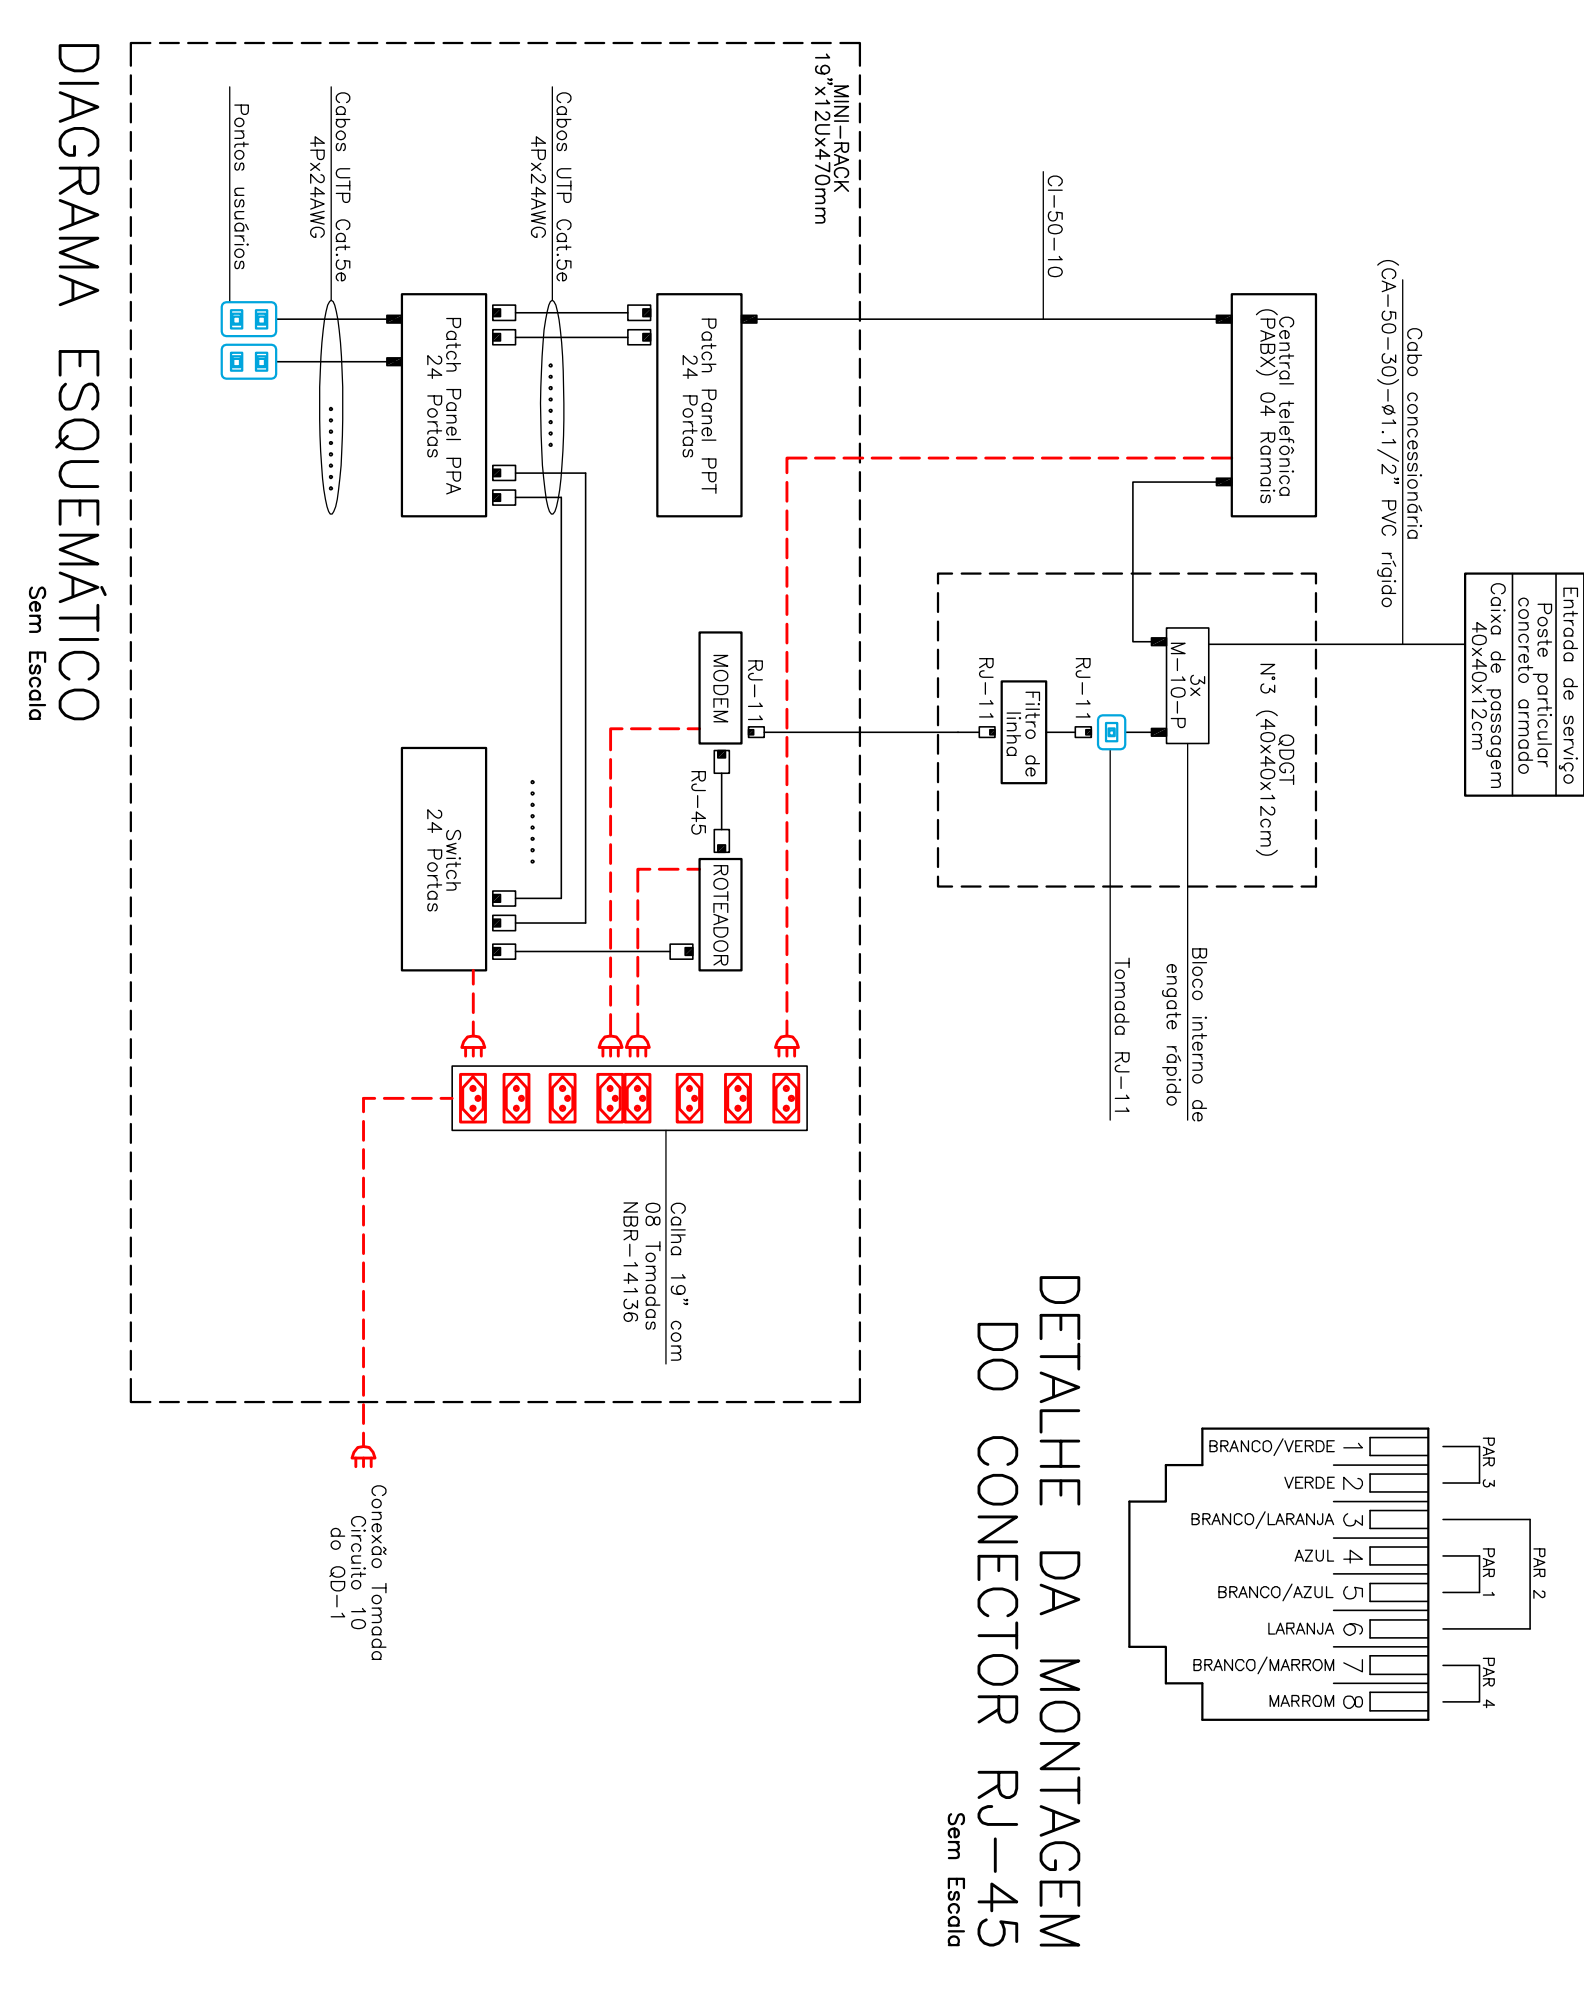 Entrada de serviço
Poste particular
concreto armado
Caixa de passagem
40x40x12cm
Cabo concessionária
(CA-50-30)-ø1.1/2" PVC rígido
Central telefônica
(PABX) 04 Ramais
CI-50-10
QDGT
N°3 (40x40x12cm)
3x
M-10-P
RJ-11
Filtro de
linha
RJ-11
Bloco interno de
engate rápido
Tomada RJ-11
MINI-RACK
19"x12Ux470mm
Patch Panel PPT
24 Portas
RJ-11
MODEM
RJ-45
ROTEADOR
Cabos UTP Cat.5e
4Px24AWG
Patch Panel PPA
24 Portas
Switch
24 Portas
Calha 19" com
08 Tomadas
NBR-14136
Cabos UTP Cat.5e
4Px24AWG
Pontos usuários
Conexão Tomada
Circuito 10
do QD-1
DIAGRAMA ESQUEMÁTICO
Sem Escala
PAR 2
PAR 3
PAR 1
PAR 4
1 BRANCO/VERDE
2 VERDE
3 BRANCO/LARANJA
4 AZUL
5 BRANCO/AZUL
6 LARANJA
7 BRANCO/MARROM
8 MARROM
DETALHE DA MONTAGEM
DO CONECTOR RJ-45
Sem Escala